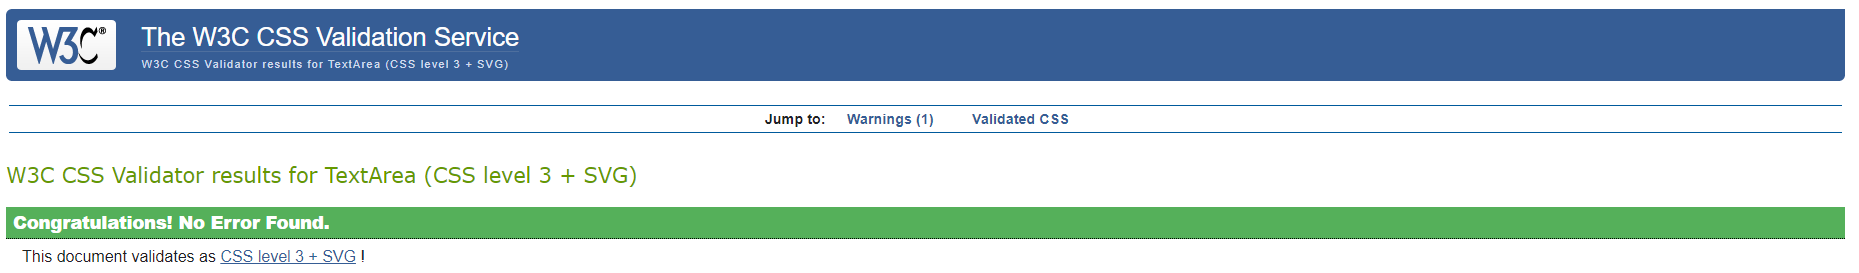 W3C®
The W3C CSS Validation Service
W3C CSS Validator results for TextArea (CSS level 3 + SVG)
Jump to: Warnings (1) Validated CSS
W3C CSS Validator results for TextArea (CSS level 3 + SVG)
Congratulations! No Error Found.
This document validates as CSS level 3 + SVG !